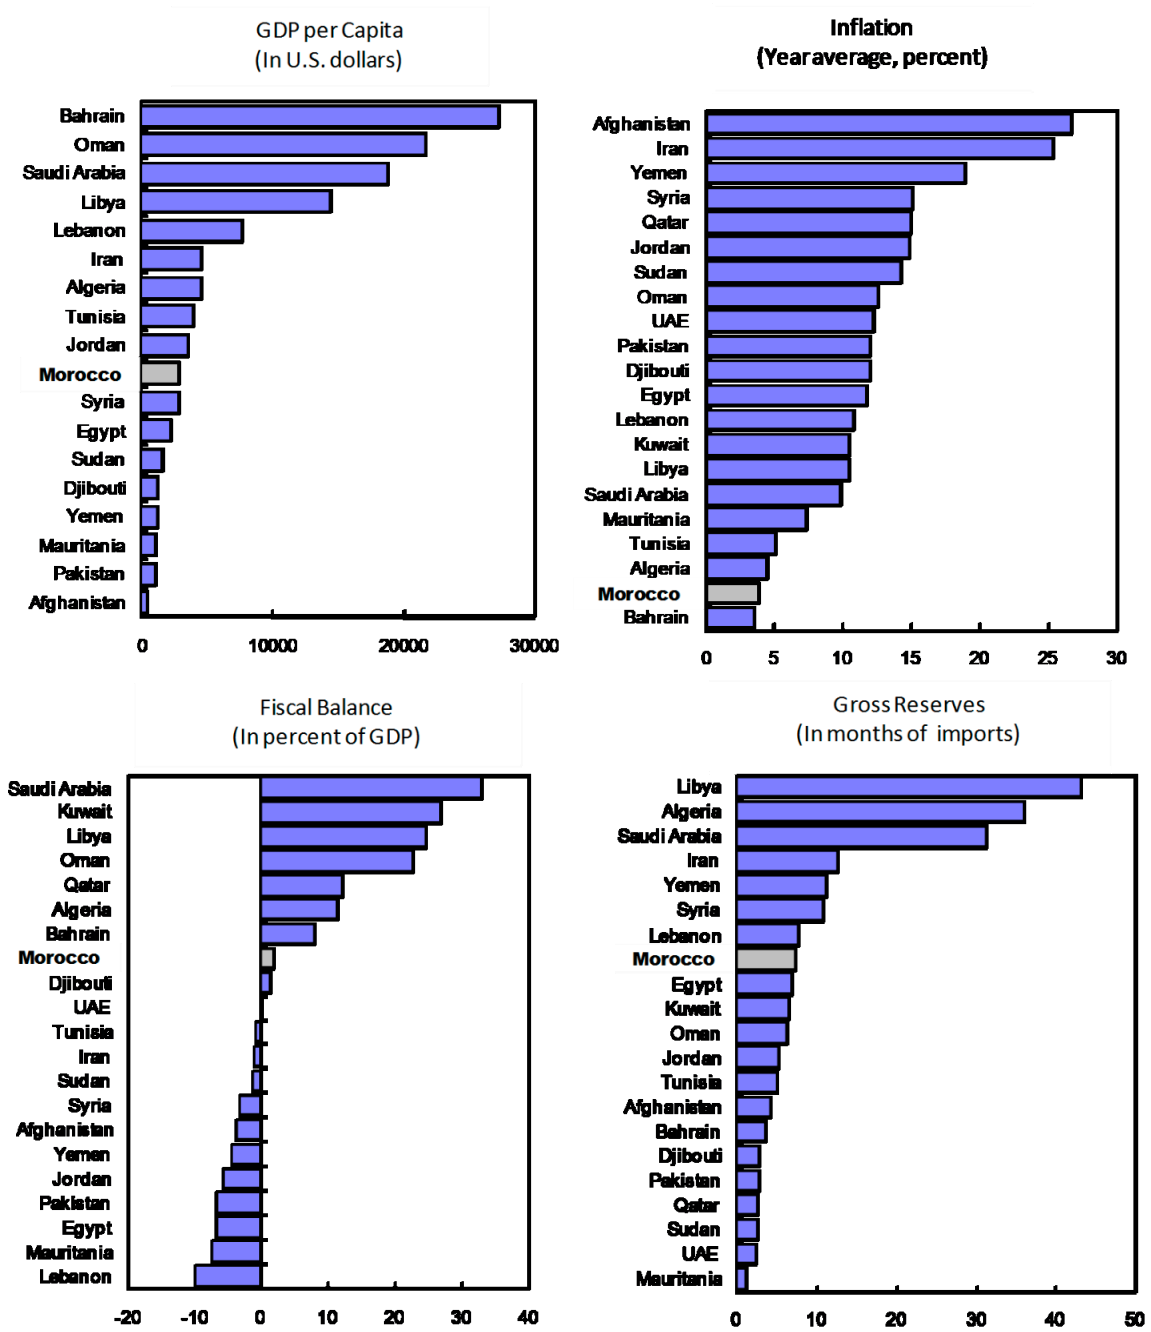 GDP per Capita
(In U.S. dollars)
Bahrain
Oman
Saudi Arabia
Libya
Lebanon
Iran
Algeria
Tunisia
Jordan
Morocco
Syria
Egypt
Sudan
Djibouti
Yemen
Mauritania
Pakistan
Afghanistan
0 10000 20000 30000
Inflation
(Year average, percent)
Afghanistan
Iran
Yemen
Syria
Qatar
Jordan
Sudan
Oman
UAE
Pakistan
Djibouti
Egypt
Lebanon
Kuwait
Libya
Saudi Arabia
Mauritania
Tunisia
Algeria
Morocco
Bahrain
0 5 10 15 20 25 30
Fiscal Balance
(In percent of GDP)
Saudi Arabia
Kuwait
Libya
Oman
Qatar
Algeria
Bahrain
Morocco
Djibouti
UAE
Tunisia
Iran
Sudan
Syria
Afghanistan
Yemen
Jordan
Pakistan
Egypt
Mauritania
Lebanon
-20 -10 0 10 20 30 40
Gross Reserves
(In months of imports)
Libya
Algeria
Saudi Arabia
Iran
Yemen
Syria
Lebanon
Morocco
Egypt
Kuwait
Oman
Jordan
Tunisia
Afghanistan
Bahrain
Djibouti
Pakistan
Qatar
Sudan
UAE
Mauritania
0 10 20 30 40 50